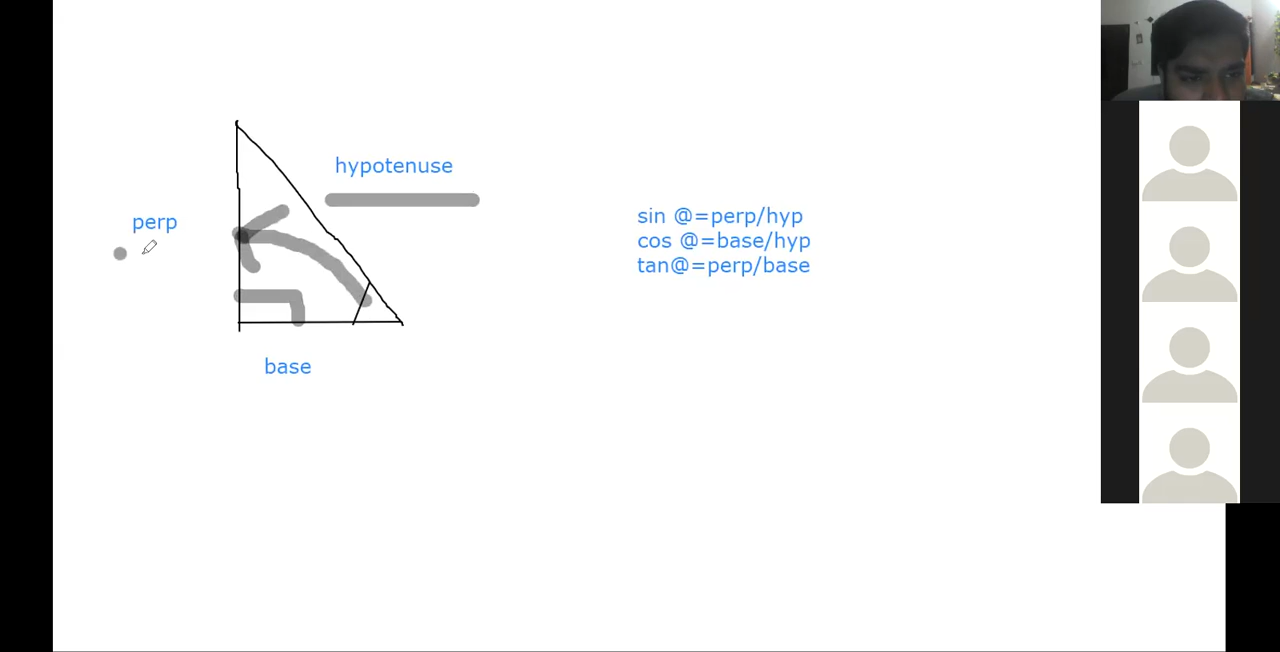 hypotenuse
perp
base
sin @=perp/hyp
cos @=base/hyp
tan@=perp/base